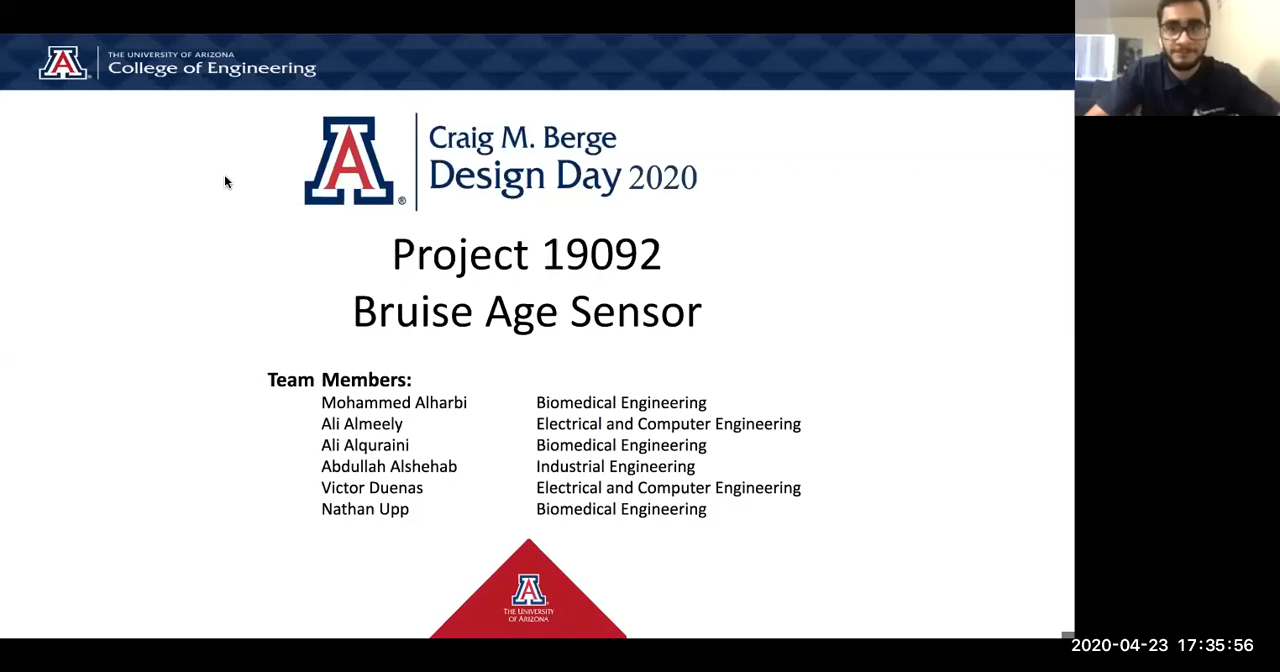 THE UNIVERSITY OF ARIZONA
College of Engineering
Craig M. Berge
Design Day 2020
Project 19092
Bruise Age Sensor
Team Members:
Mohammed Alharbi Biomedical Engineering
Ali Almeely Electrical and Computer Engineering
Ali Alquraini Biomedical Engineering
Abdullah Alshehab Industrial Engineering
Victor Duenas Electrical and Computer Engineering
Nathan Upp Biomedical Engineering
THE UNIVERSITY
OF ARIZONA
2020-04-23 17:35:56